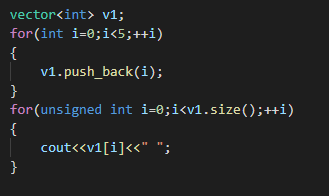 vector<int> v1;
for(int i=0;i<5;++i)
{
    v1.push_back(i);
}
for(unsigned int i=0;i<v1.size();++i)
{
    cout<<v1[i]<<" ";
}